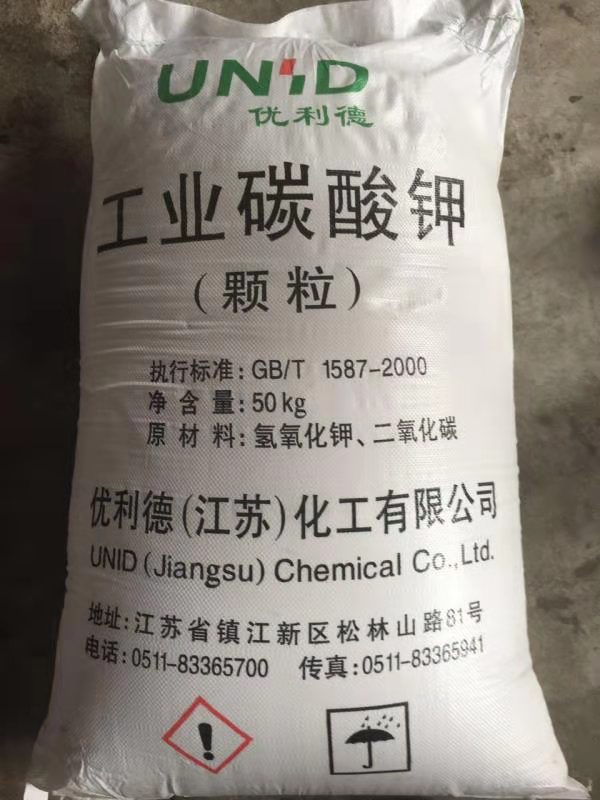 UNID
优利德
工业碳酸钾
(颗粒)
执行标准: GB/T 1587-2000
净含量: 50kg
原材料: 氢氧化钾、二氧化碳
优利德(江苏)化工有限公司
UNID (Jiangsu) Chemical Co.,Ltd.
地址: 江苏省镇江新区松林山路81号
电话: 0511-83365700 传真: 0511-83365941